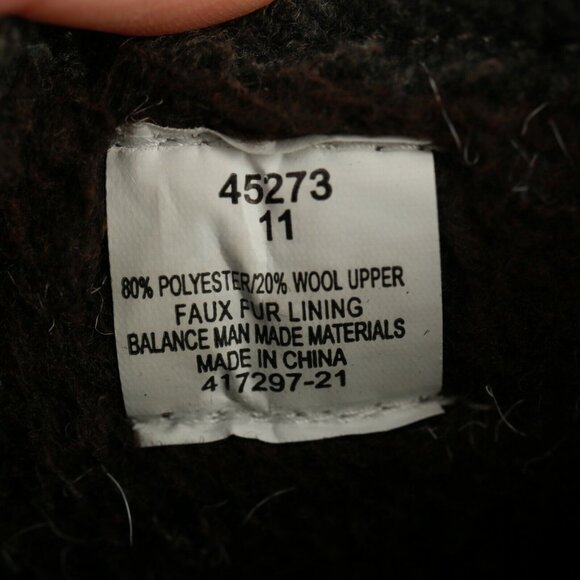 45273
11
80% POLYESTER/20% WOOL UPPER
FAUX FUR LINING
BALANCE MAN MADE MATERIALS
MADE IN CHINA
417297-21